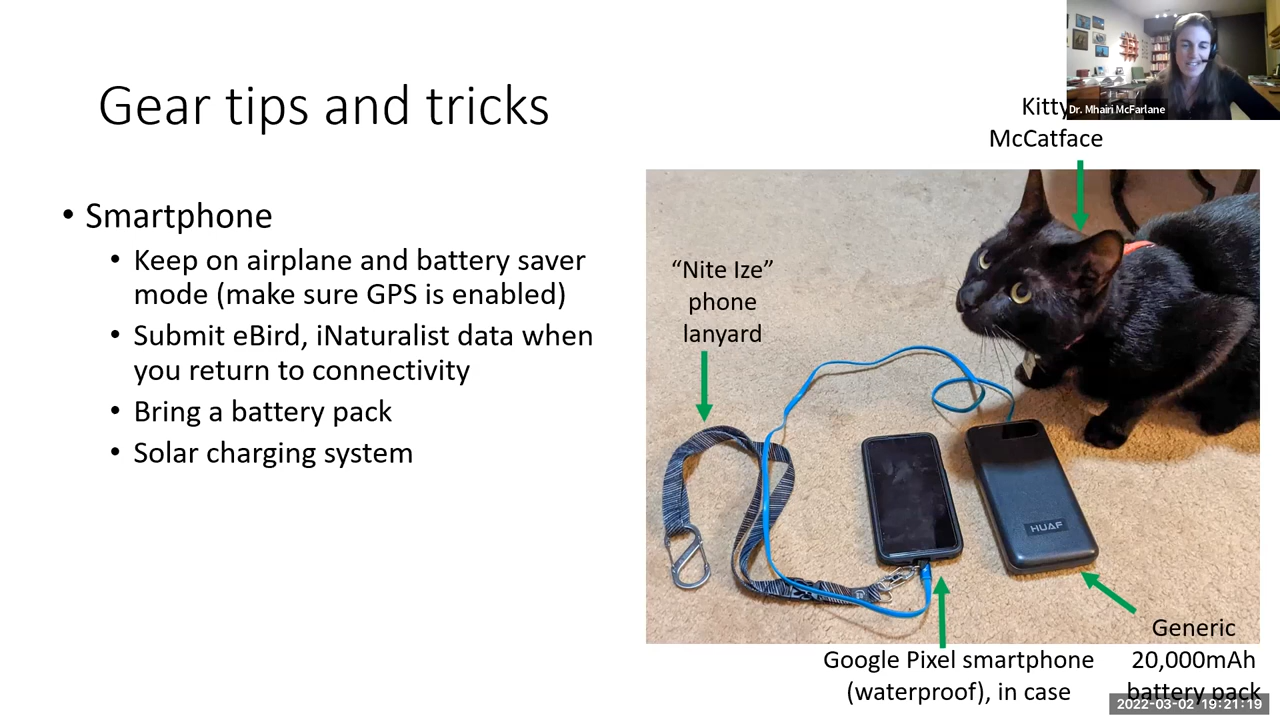 Gear tips and tricks
• Smartphone
• Keep on airplane and battery saver
mode (make sure GPS is enabled)
• Submit eBird, iNaturalist data when
you return to connectivity
• Bring a battery pack
• Solar charging system
Kitty
McCatface
Dr. Mhairi McFarlane
“Nite Ize”
phone
lanyard
HUAF
Google Pixel smartphone
(waterproof), in case
Generic
20,000mAh
battery pack
2022-03-02 19:21:19